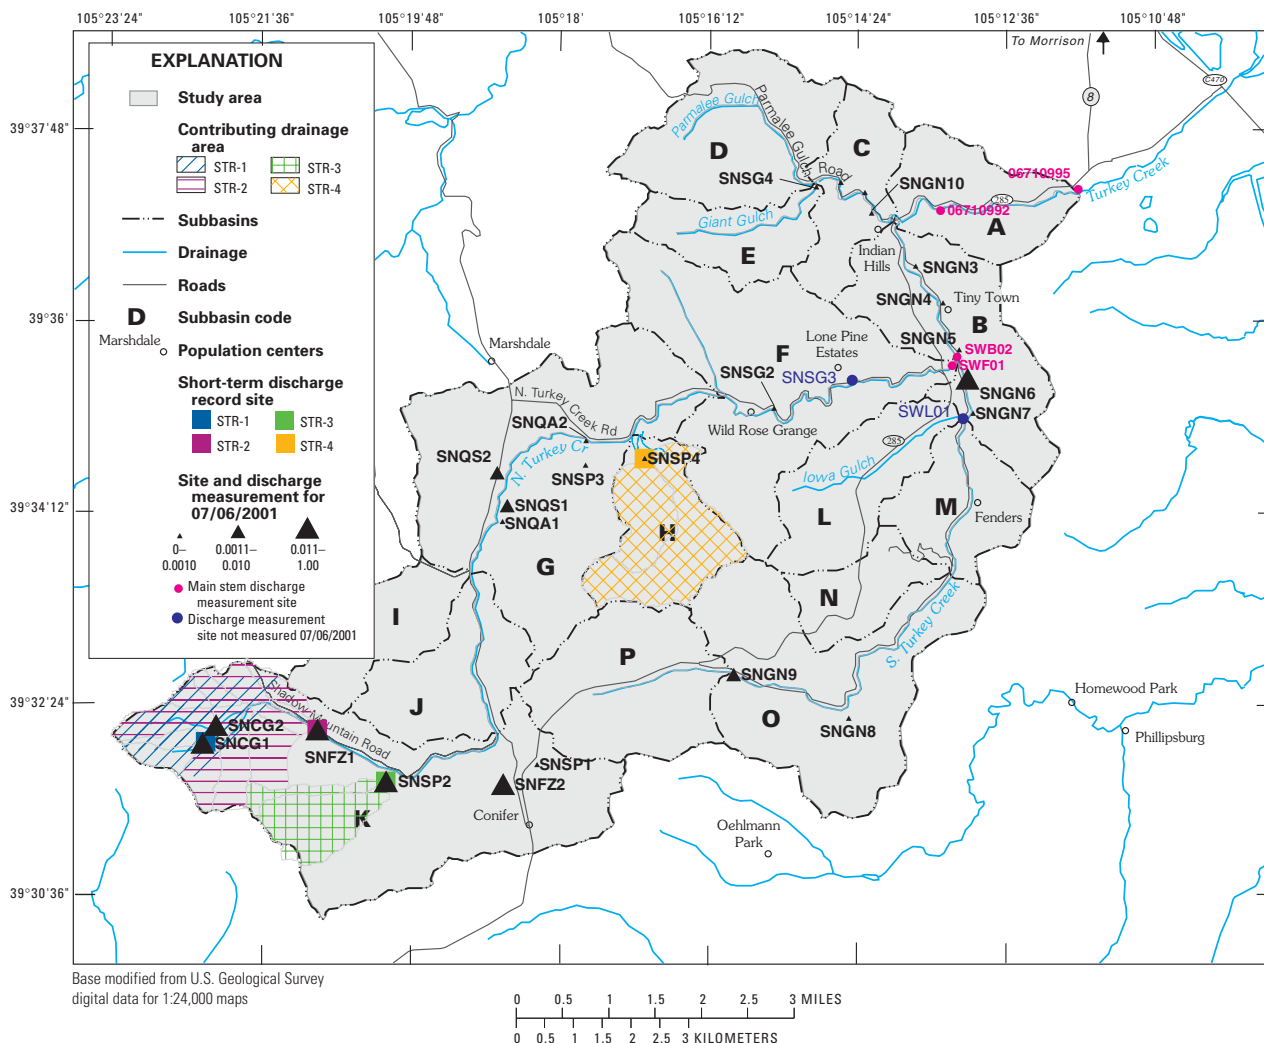 105°23'24"
105°21'36"
105°19'48"
105°18'
105°16'12"
105°14'24"
105°12'36"
105°10'48"
39°37'48"
39°36'
39°34'12"
39°32'24"
39°30'36"
EXPLANATION
Study area
Contributing drainage
area
STR-1
STR-3
STR-2
STR-4
Subbasins
Drainage
Roads
D
Subbasin code
Marshdale
Population centers
Short-term discharge
record site
STR-1
STR-3
STR-2
STR-4
Site and discharge
measurement for
07/06/2001
0–
0.0010
0.0011–
0.010
0.011–
1.00
Main stem discharge
measurement site
Discharge measurement
site not measured 07/06/2001
To Morrison
C470
8
Parmalee Gulch
Parmalee Gulch
Road
D
C
SNSG4
SNGN10
06710995
285
Turkey Creek
06710992
A
Giant Gulch
E
Indian
Hills
SNGN3
SNGN4
Tiny Town
B
SNGN5
SWB02
SWF01
Lone Pine
Estates
F
SNSG2
SNSG3
SNGN6
SWL01
SNGN7
Marshdale
N. Turkey Creek Rd
SNQA2
N. Turkey Cr
Wild Rose Grange
285
Iowa Gulch
SNQS2
SNSP3
SNSP4
SNQS1
SNQA1
H
L
M
Fenders
G
I
N
S. Turkey Creek
P
J
SNGN9
O
SNGN8
Shadow Mountain Road
SNCG2
SNCG1
SNFZ1
SNSP2
SNSP1
SNFZ2
K
Conifer
Homewood Park
Phillipsburg
Oehlmann
Park
Base modified from U.S. Geological Survey
digital data for 1:24,000 maps
0 0.5 1 1.5 2 2.5 3 MILES
0 0.5 1 1.5 2 2.5 3 KILOMETERS